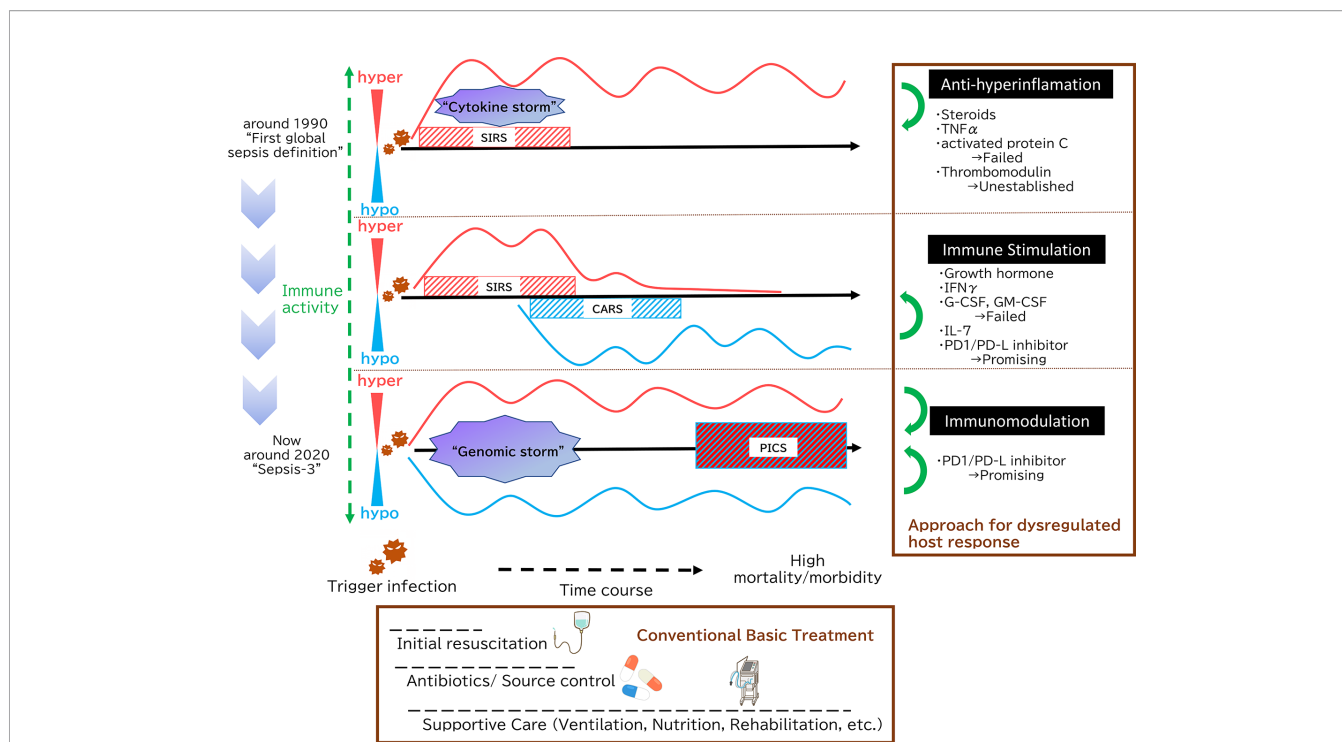 around 1990
“First global
sepsis definition”
Immune
activity
Now
around 2020
“Sepsis-3”
hyper
“Cytokine storm”
SIRS
hypo
hyper
SIRS
CARS
hypo
hyper
“Genomic storm”
PICS
hypo
Anti-hyperinflamation
・Steroids
・TNFα
・activated protein C
→Failed
・Thrombomodulin
→Unestablished
Immune Stimulation
・Growth hormone
・IFNγ
・G-CSF, GM-CSF
→Failed
・IL-7
・PD1/PD-L inhibitor
→Promising
Immunomodulation
・PD1/PD-L inhibitor
→Promising
Approach for dysregulated
host response
Trigger infection
Time course
High
mortality/morbidity
Initial resuscitation
Conventional Basic Treatment
Antibiotics/ Source control
Supportive Care (Ventilation, Nutrition, Rehabilitation, etc.)